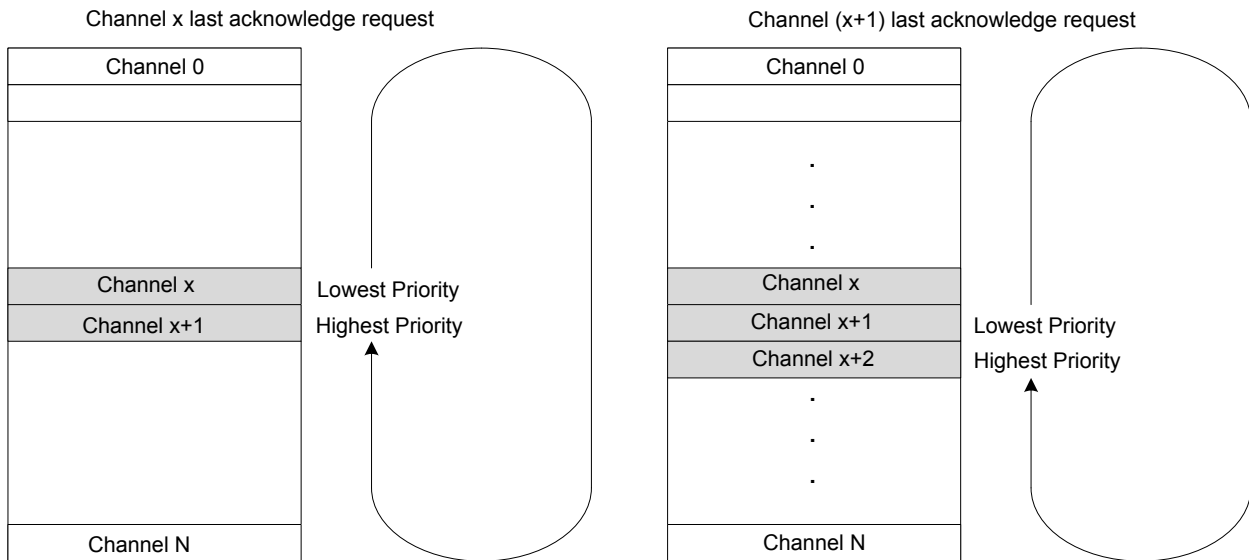 Channel x last acknowledge request
Channel 0
Channel x
Lowest Priority
Channel x+1
Highest Priority
Channel N
Channel (x+1) last acknowledge request
Channel 0
.
.
.
Channel x
Channel x+1
Lowest Priority
Channel x+2
Highest Priority
.
.
.
Channel N